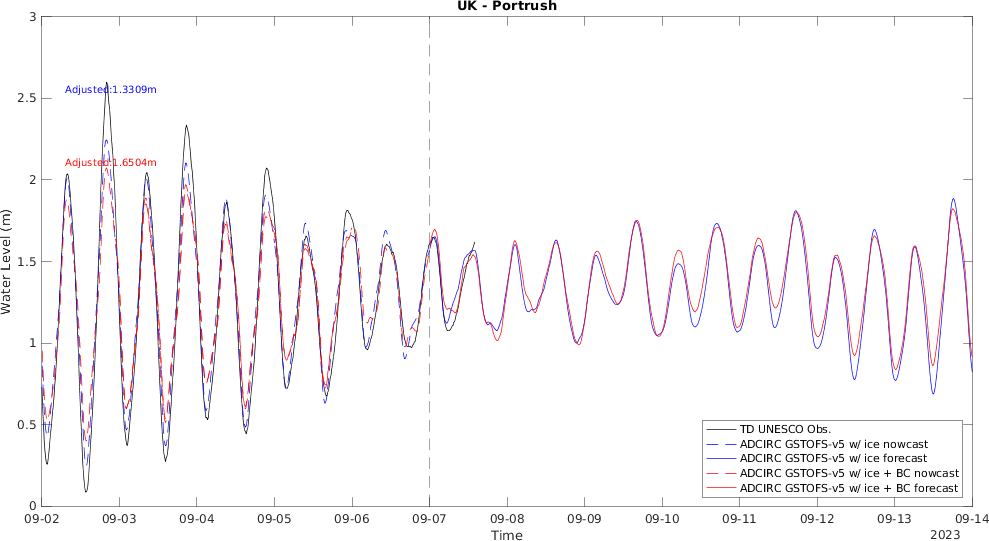 UK - Portrush
Water Level (m)
3
2.5
2
1.5
1
0.5
0
Adjusted:1.3309m
Adjusted:1.6504m
TD UNESCO Obs.
ADCIRC GSTOFS-v5 w/ ice nowcast
ADCIRC GSTOFS-v5 w/ ice forecast
ADCIRC GSTOFS-v5 w/ ice + BC nowcast
ADCIRC GSTOFS-v5 w/ ice + BC forecast
09-02 09-03 09-04 09-05 09-06 09-07 09-08 09-09 09-10 09-11 09-12 09-13 09-14
Time
2023